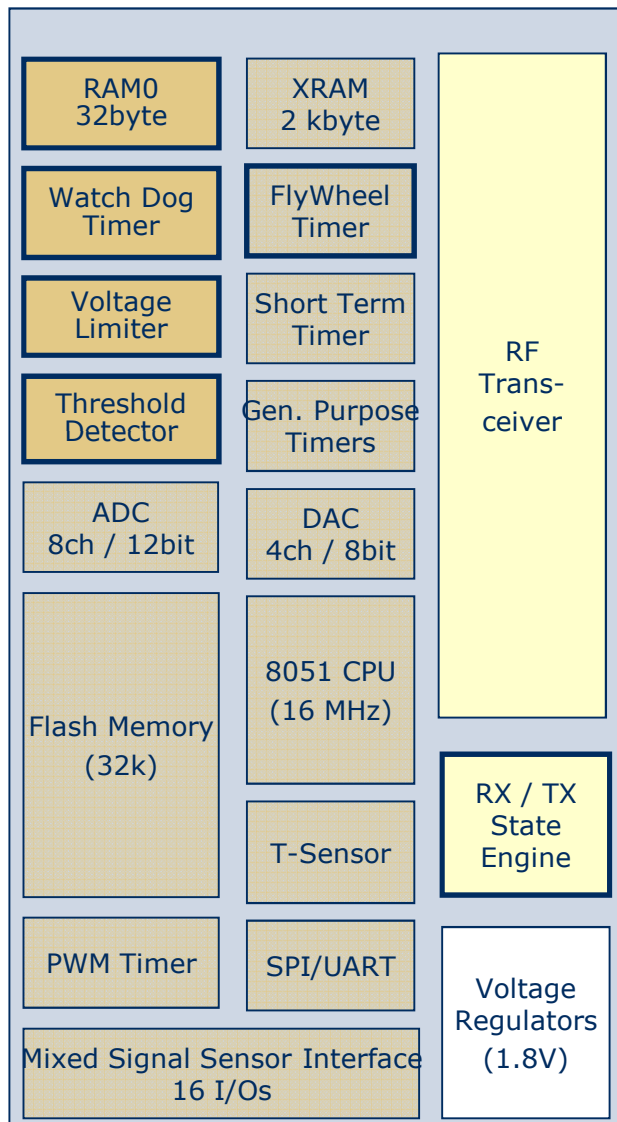 RAM0
32byte
XRAM
2 kbyte
Watch Dog
Timer
FlyWheel
Timer
Voltage
Limiter
Short Term
Timer
RF
Trans-
ceiver
Threshold
Detector
Gen. Purpose
Timers
ADC
8ch / 12bit
DAC
4ch / 8bit
Flash Memory
(32k)
8051 CPU
(16 MHz)
RX / TX
State
Engine
T-Sensor
PWM Timer
SPI/UART
Voltage
Regulators
(1.8V)
Mixed Signal Sensor Interface
16 I/Os